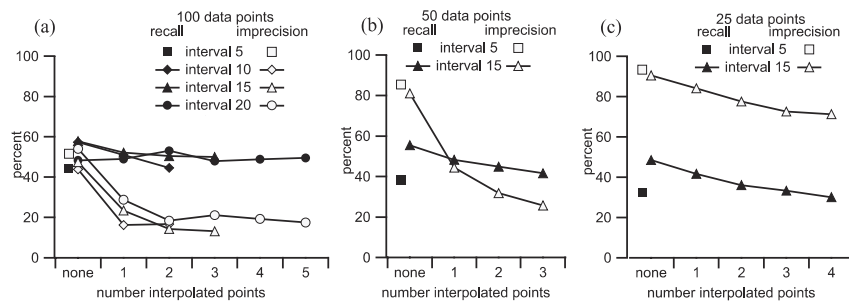 (a)
100 data points
recall imprecision
interval 5
interval 10
interval 15
interval 20
100
80
60
40
20
0
percent
none 1 2 3 4 5
number interpolated points
(b)
50 data points
recall imprecision
interval 5
interval 15
100
80
60
40
20
0
percent
none 1 2 3
number interpolated points
(c)
25 data points
recall imprecision
interval 5
interval 15
100
80
60
40
20
0
percent
none 1 2 3 4
number interpolated points